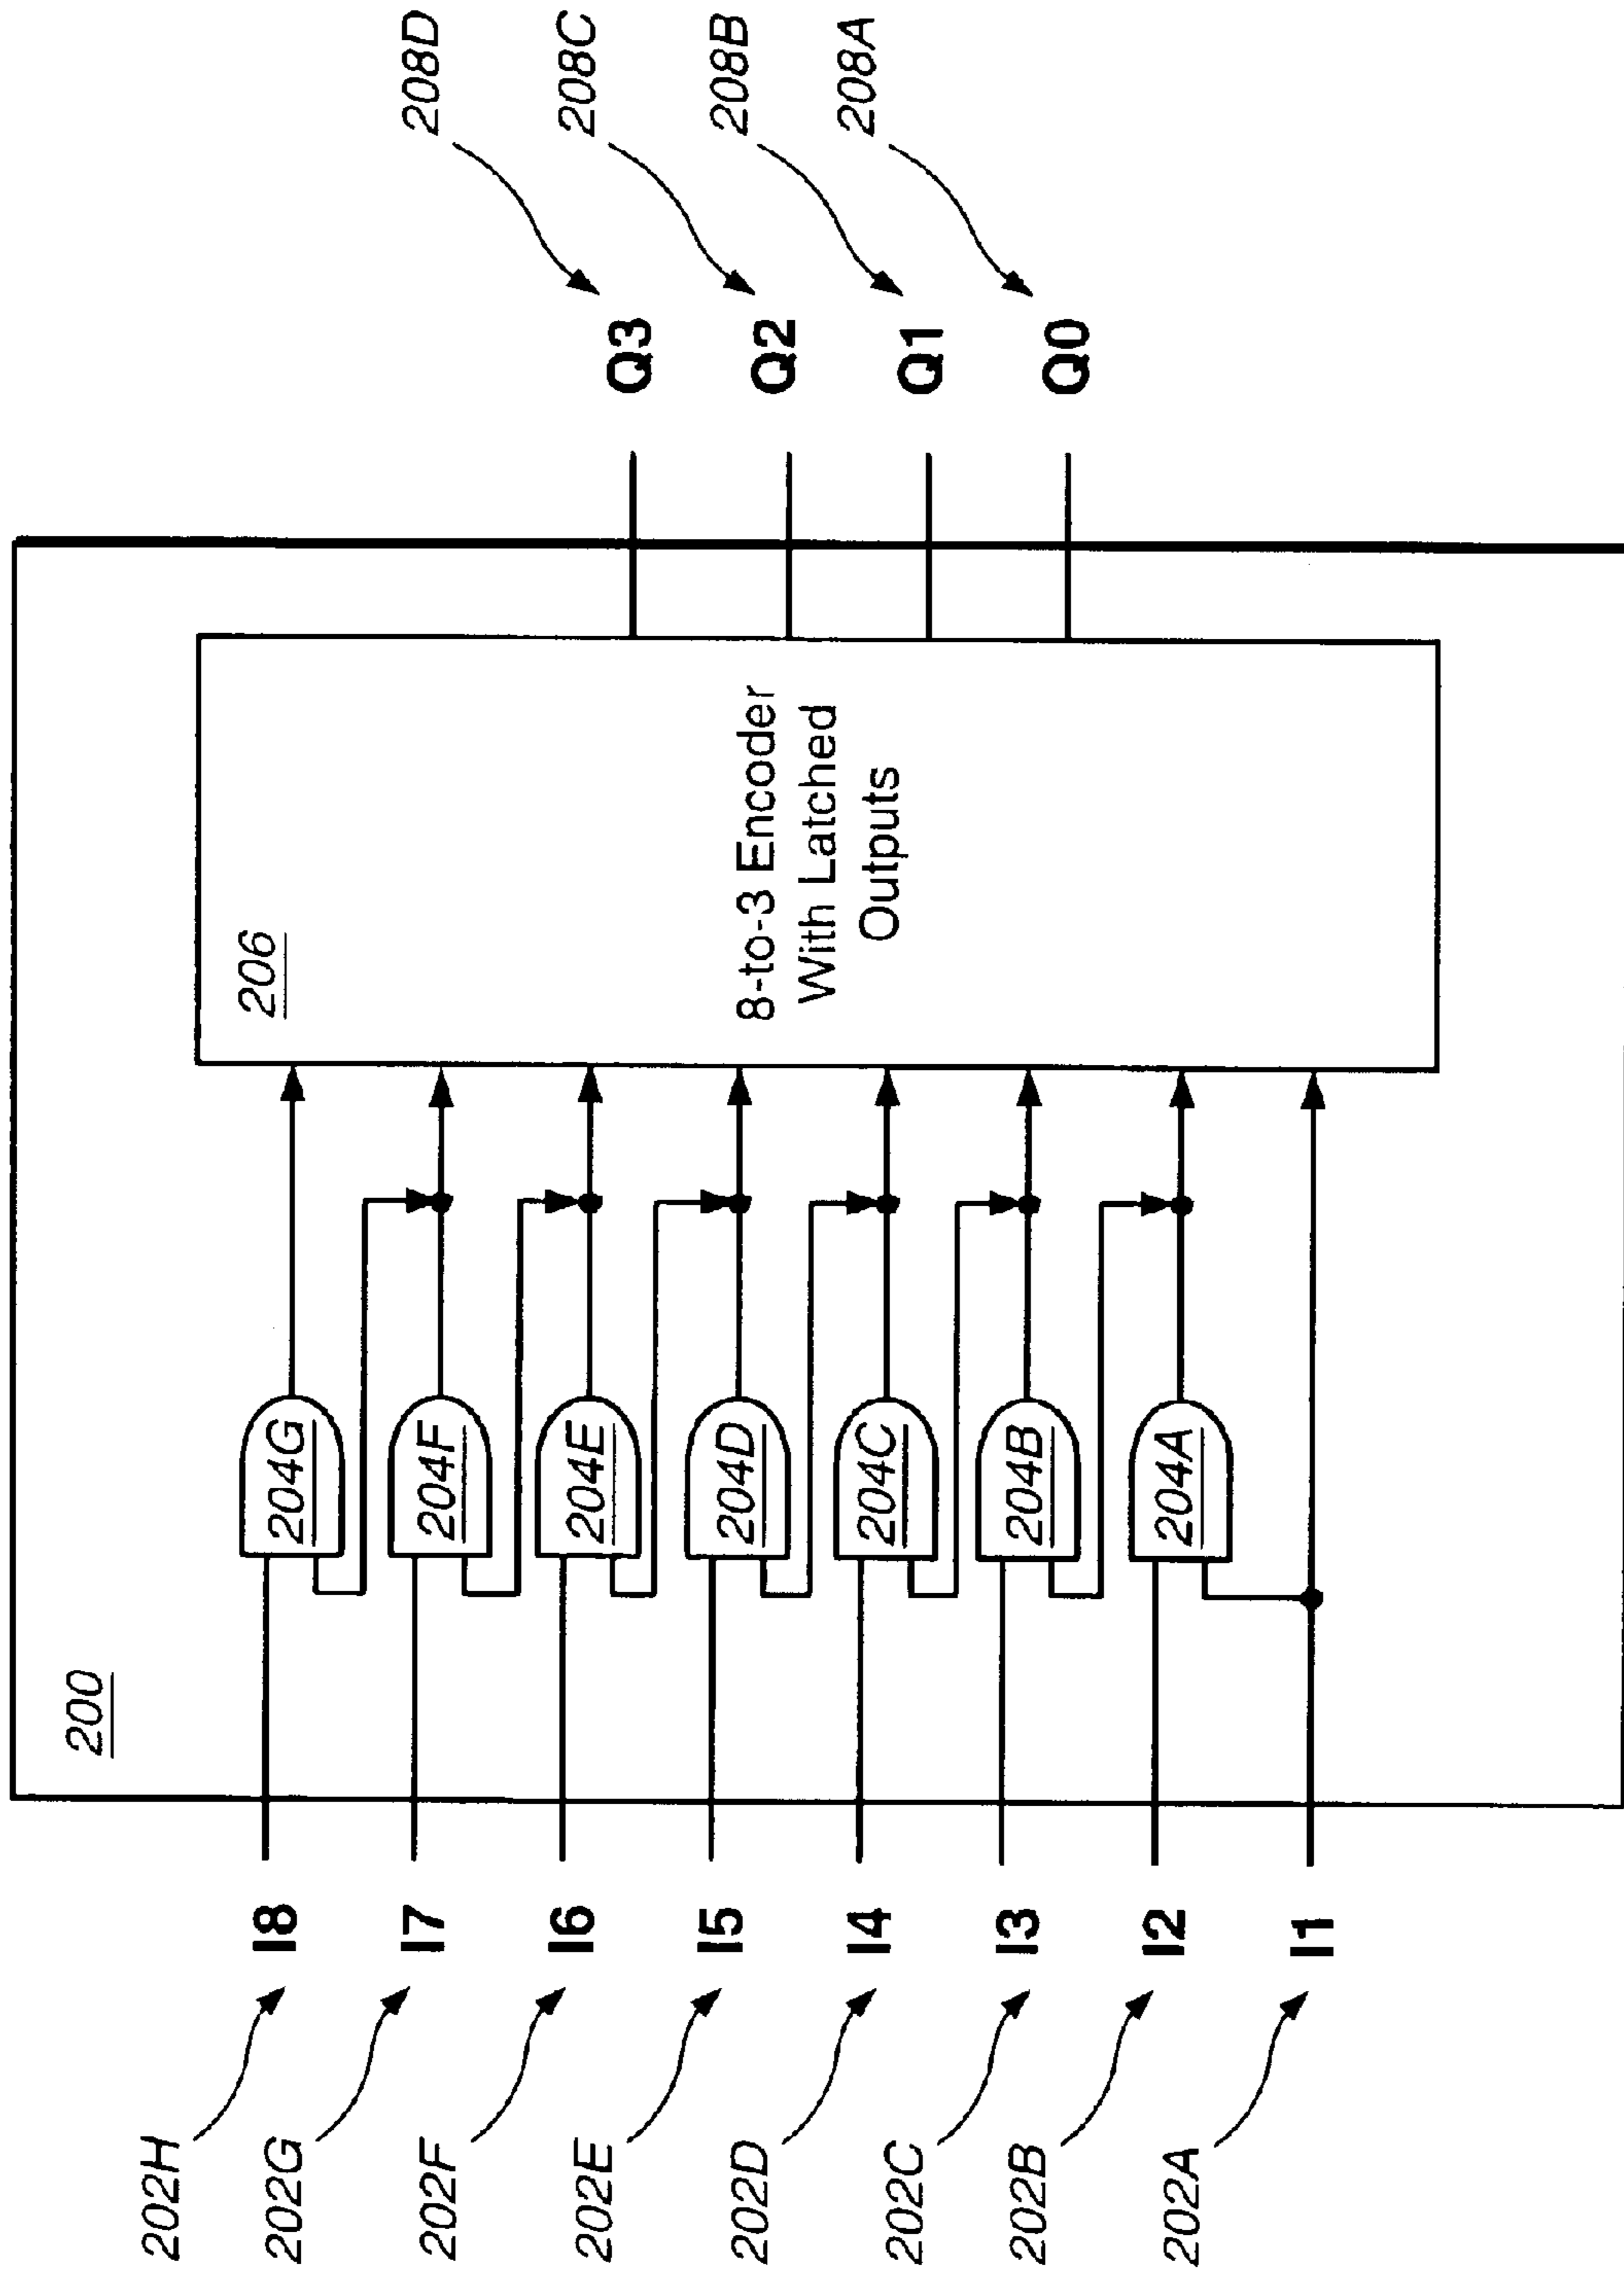 200
202H
I8
204G
202G
I7
204F
202F
I6
204E
202E
I5
204D
202D
I4
204C
202C
I3
204B
202B
I2
204A
202A
I1
206
8-to-3 Encoder
With Latched
Outputs
Q3
208D
Q2
208C
Q1
208B
Q0
208A